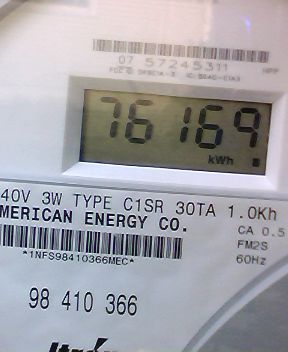 07 57245311
76169
kWh
40V 3W TYPE C1SR 30TA 1.0Kh
MERICAN ENERGY CO.
CA 0.5
FM2S
60Hz
*1NFS98410366MEC*
98 410 366
Itrón